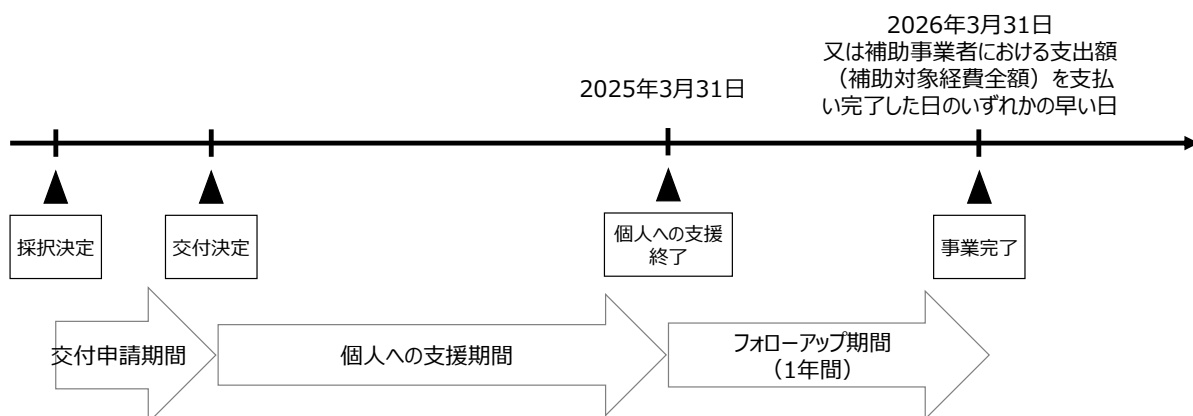 2026年3月31日
又は補助事業者における支出額
（補助対象経費全額）を支払
い完了した日のいずれかの早い日
2025年3月31日
採択決定
交付決定
個人への支援
終了
事業完了
交付申請期間
個人への支援期間
フォローアップ期間
（1年間）